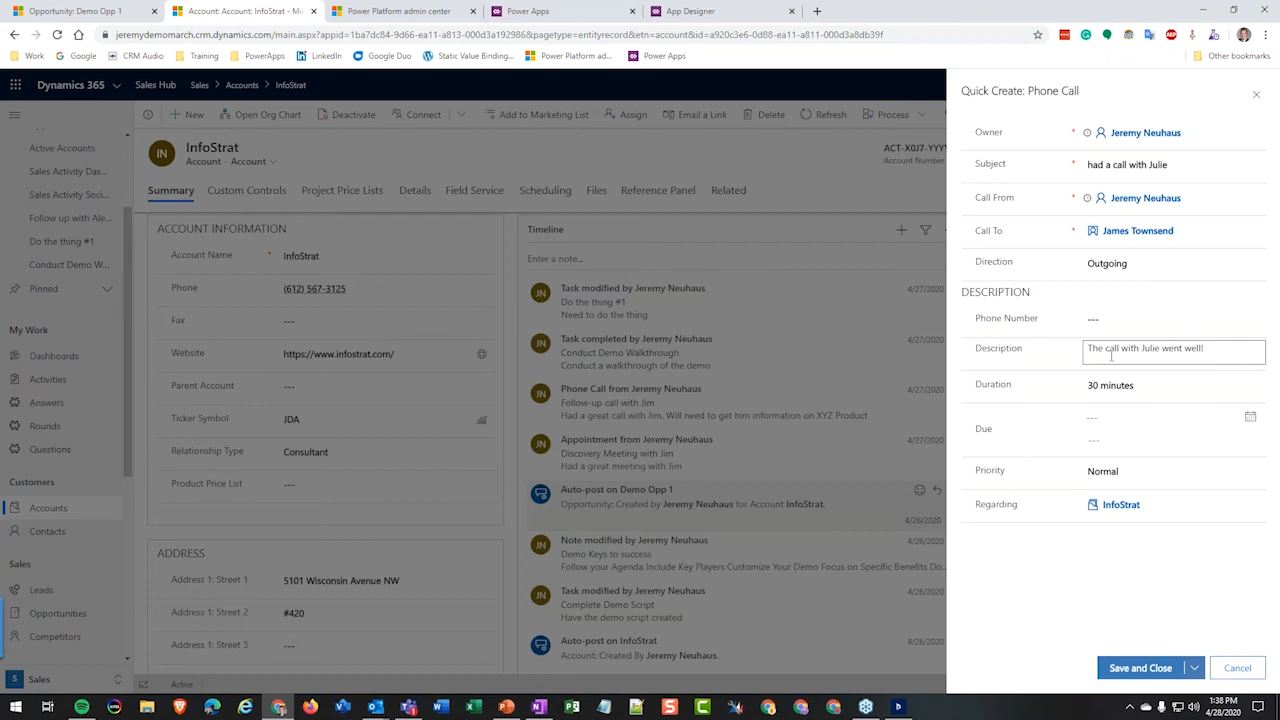 Opportunity: Demo Opp 1
Accounts: Account: InfoStrat - M
Power Platform admin center
Power Apps
App Designer
jeremydemomarch.crm.dynamics.com/main.aspx?appid=1ba7dc84-9d66-ea11-a813-000d3a192986&pagetype=entityrecord&etn=account&id=a920c3e6-0d88-ea11-a811-000d3a8db39f
Work
Google
CRM Audio
Training
PowerApps
LinkedIn
Google Duo
Static Value Binding...
Power Platform ad...
Power Apps
Other bookmarks
Dynamics 365
Sales Hub
Sales > Accounts > InfoStrat
New
Open Org Chart
Deactivate
Connect
Add to Marketing List
Assign
Email a Link
Delete
Refresh
Process
Active Accounts
Sales Activity Das...
Sales Activity Soci...
Follow up with Ale...
Do the thing #1
Conduct Demo W...
Pinned
My Work
Dashboards
Activities
Answers
Rounds
Questions
Customers
Accounts
Contacts
Sales
Leads
Opportunities
Competitors
S Sales
IN
InfoStrat
Account · Account
ACT-X0J7-YYY
Account Number
Summary
Custom Controls
Project Price Lists
Details
Field Service
Scheduling
Files
Reference Panel
Related
ACCOUNT INFORMATION
Account Name * InfoStrat
Phone (612) 567-3125
Fax ---
Website https://www.infostrat.com/
Parent Account ---
Ticker Symbol JDA
Relationship Type Consultant
Product Price List ---
ADDRESS
Address 1: Street 1 5101 Wisconsin Avenue NW
Address 1: Street 2 #420
Address 1: Street 3 ---
Active
Timeline
Enter a note...
JN Task modified by Jeremy Neuhaus 4/27/2020
Do the thing #1
Need to do the thing
JN Task completed by Jeremy Neuhaus 4/27/2020
Conduct Demo Walkthrough
Conduct a walkthrough of the demo
JN Phone Call from Jeremy Neuhaus 4/27/2020
Follow-up call with Jim
Had a great call with Jim. Will need to get him information on XYZ Product
JN Appointment from Jeremy Neuhaus 4/27/2020
Discovery Meeting with Jim
Had a great meeting with Jim
Auto-post on Demo Opp 1
Opportunity: Created by Jeremy Neuhaus for Account InfoStrat.
4/26/2020
JN Note modified by Jeremy Neuhaus 4/26/2020
Demo Keys to success
Follow your Agenda Include Key Players Customize Your Demo Focus on Specific Benefits Do...
JN Task modified by Jeremy Neuhaus 4/26/2020
Complete Demo Script
Have the demo script created
Auto-post on InfoStrat 4/26/2020
Account: Created By Jeremy Neuhaus.
Quick Create: Phone Call
Owner * Jeremy Neuhaus
Subject * had a call with Julie
Call From * Jeremy Neuhaus
Call To * James Townsend
Direction Outgoing
DESCRIPTION
Phone Number ---
Description The call with Julie went well!
Duration 30 minutes
Due ---
---
Priority Normal
Regarding InfoStrat
Save and Close
Cancel
1:38 PM
4/28/2020